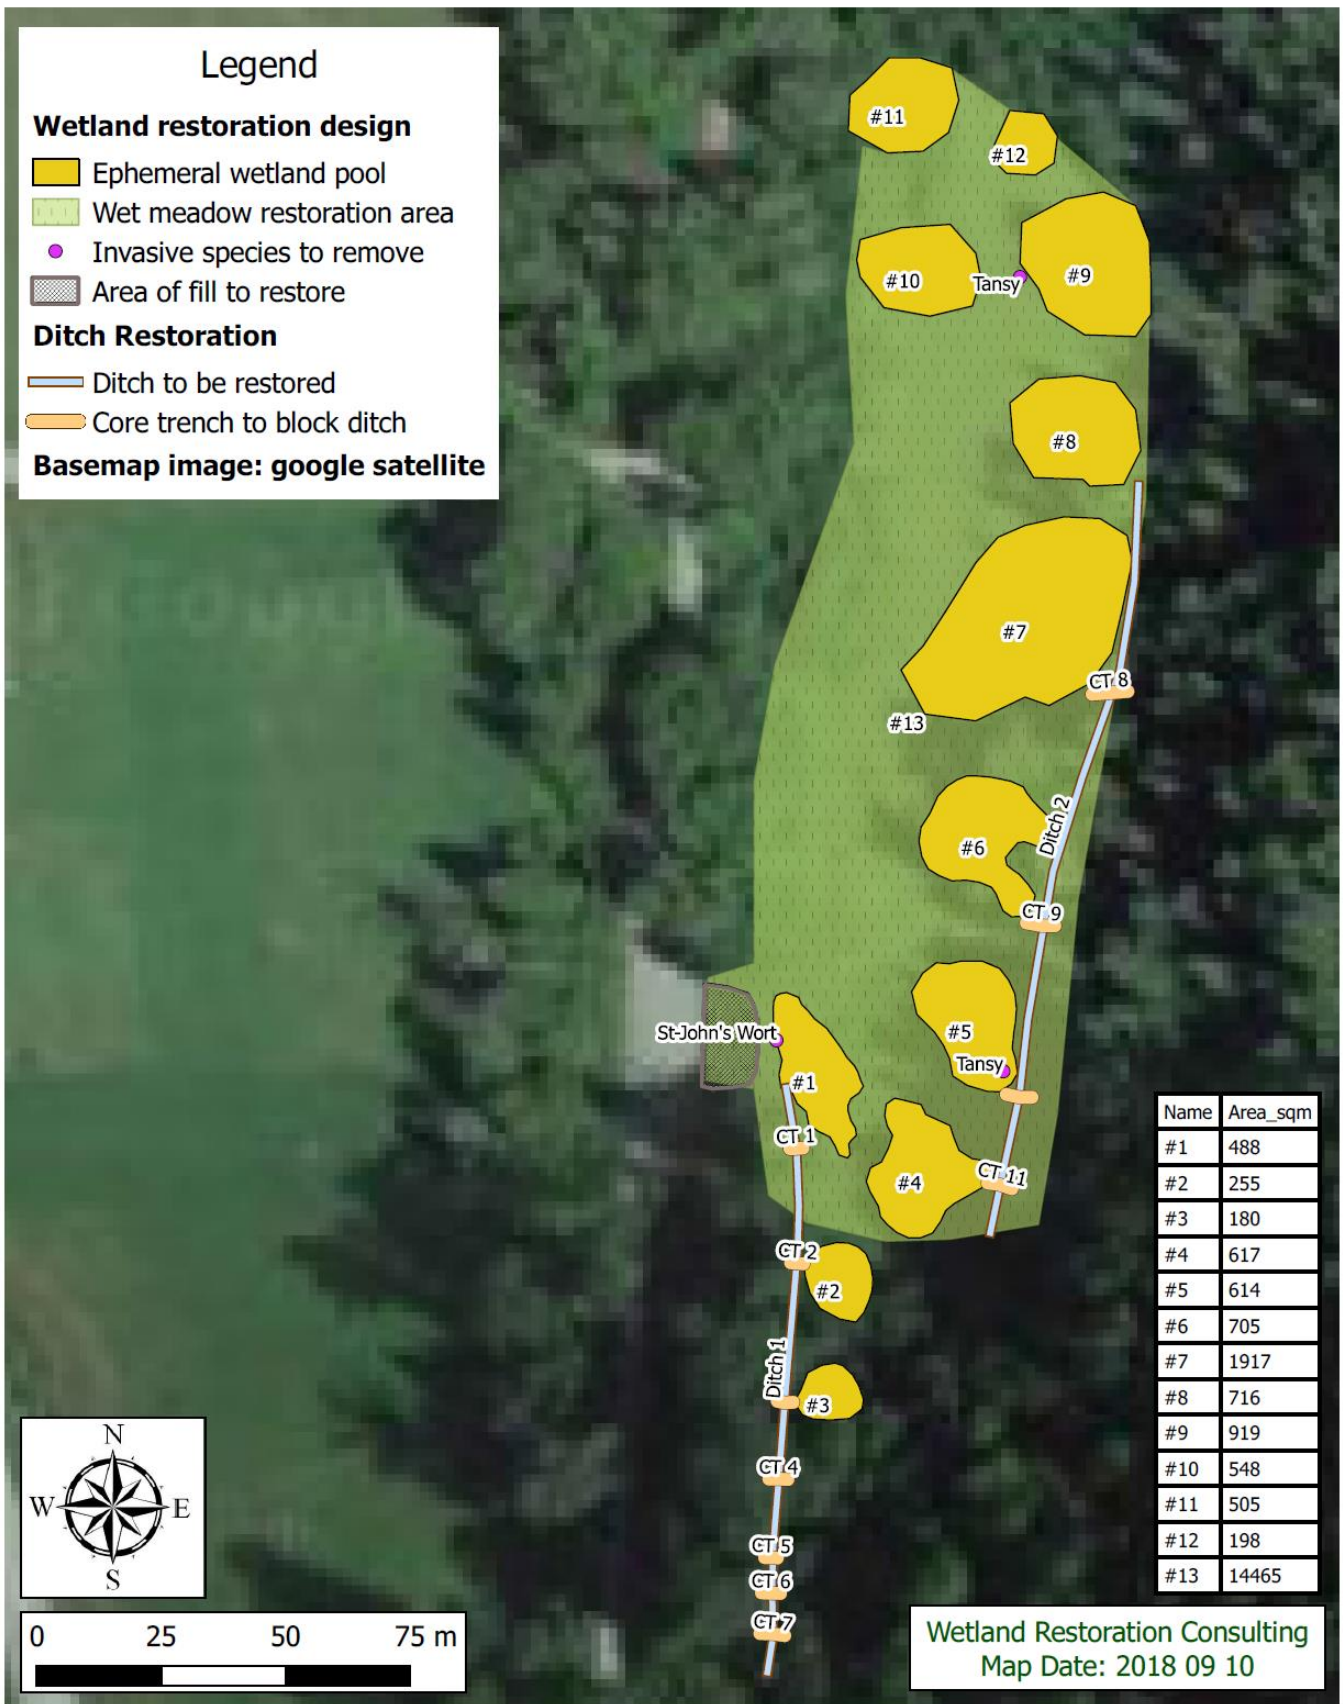 Legend
Wetland restoration design
Ephemeral wetland pool
Wet meadow restoration area
Invasive species to remove
Area of fill to restore
Ditch Restoration
Ditch to be restored
Core trench to block ditch
Basemap image: google satellite
#11
#12
#10
Tansy
#9
#8
#7
CT 8
#13
Ditch 2
#6
CT 9
St-John's Wort
#5
Tansy
#1
CT 1
#4
CT 11
CT 2
#2
Ditch 1
#3
CT 4
CT 5
CT 6
CT 7
Name Area_sqm
#1 488
#2 255
#3 180
#4 617
#5 614
#6 705
#7 1917
#8 716
#9 919
#10 548
#11 505
#12 198
#13 14465
N
W E
S
0 25 50 75 m
Wetland Restoration Consulting
Map Date: 2018 09 10